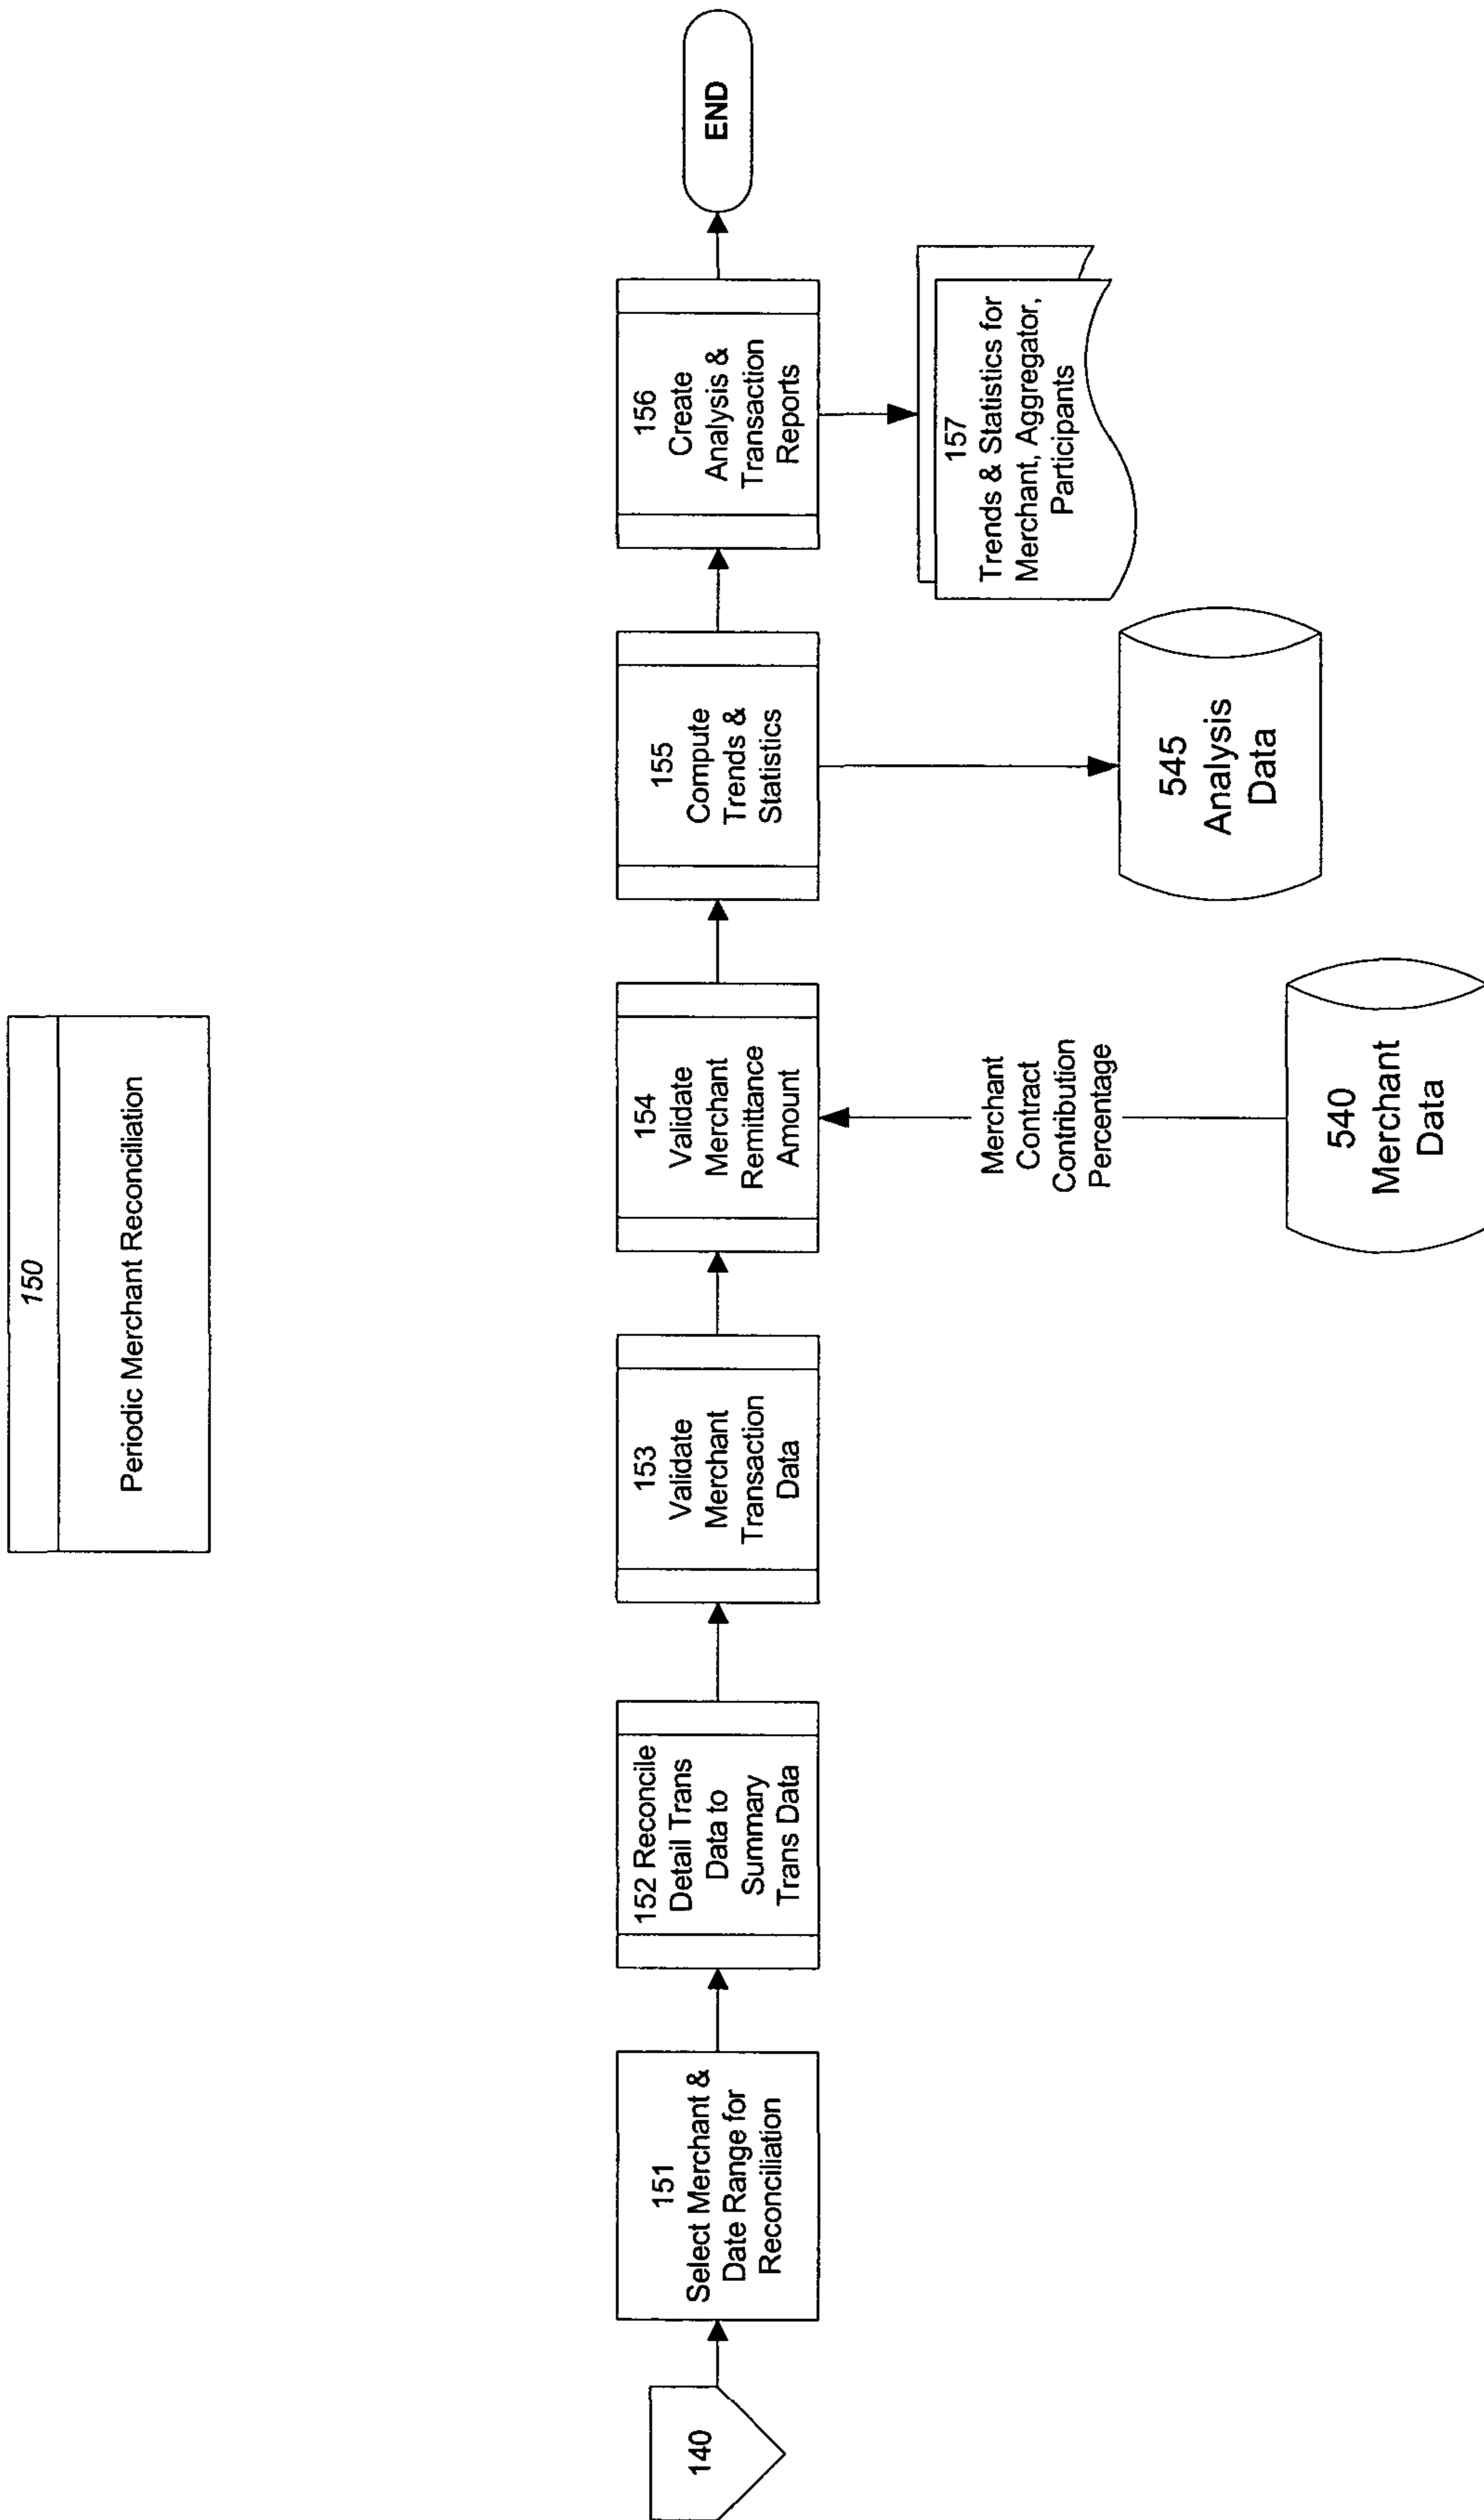 150
Periodic Merchant Reconciliation
140
151
Select Merchant &
Date Range for
Reconciliation
152 Reconcile
Detail Trans
Data to
Summary
Trans Data
153
Validate
Merchant
Transaction
Data
154
Validate
Merchant
Remittance
Amount
155
Compute
Trends &
Statistics
156
Create
Analysis &
Transaction
Reports
END
Merchant
Contract
Contribution
Percentage
540
Merchant
Data
545
Analysis
Data
157
Trends & Statistics for
Merchant, Aggregator,
Participants